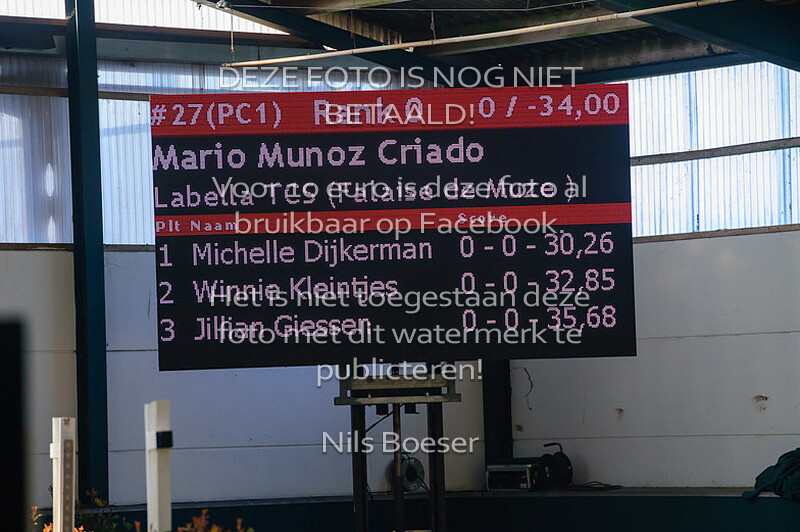 DEZE FOTO IS NOG NIET
BETAALD!
#27(PC1) Rank 0 0 / -34,00
Mario Munoz Criado
Voor 10 euro is deze foto al
Labella TCS (Falaise de Muze )
bruikbaar op Facebook.
Plt Naam Score
1 Michelle Dijkerman 0 - 0 - 30,26
2 Winnie Kleintjes 0 - 0 - 32,85
Het is niet toegestaan deze
3 Jillian Giessen 0 - 0 - 35,68
foto met dit watermerk te
publiceren!
Nils Boeser